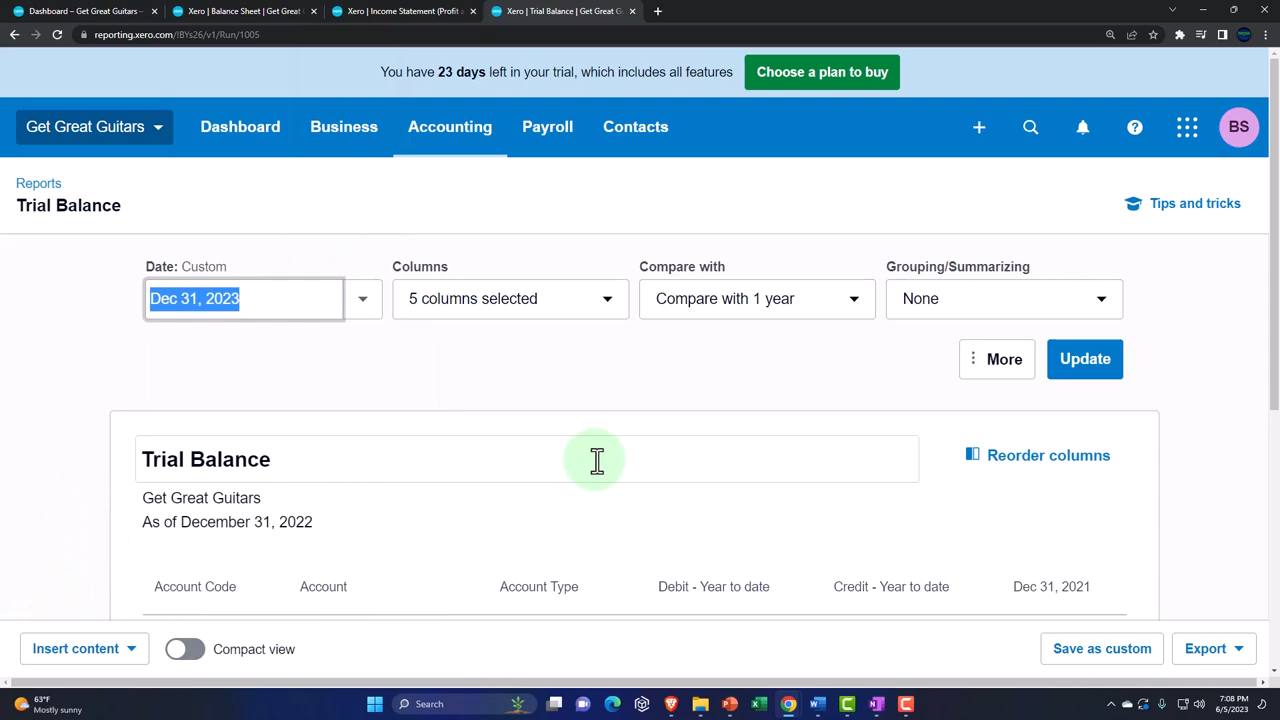 Dashboard – Get Great Guitars –
Xero | Balance Sheet | Get Great G
Xero | Income Statement (Profit a
Xero | Trial Balance | Get Great G
reporting.xero.com/!BYs26/v1/Run/1005
You have 23 days left in your trial, which includes all features
Choose a plan to buy
Get Great Guitars
Dashboard
Business
Accounting
Payroll
Contacts
BS
Reports
Trial Balance
Tips and tricks
Date: Custom
Columns
Compare with
Grouping/Summarizing
Dec 31, 2023
5 columns selected
Compare with 1 year
None
More
Update
Trial Balance
Reorder columns
Get Great Guitars
As of December 31, 2022
Account Code
Account
Account Type
Debit - Year to date
Credit - Year to date
Dec 31, 2021
Insert content
Compact view
Save as custom
Export
63°F
Mostly sunny
Search
7:08 PM
6/5/2023